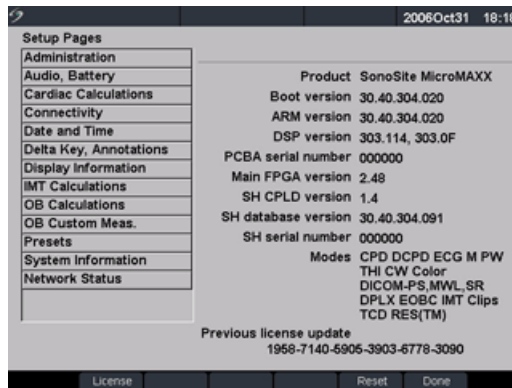 2006Oct31 18:18
Setup Pages
Administration
Audio, Battery
Cardiac Calculations
Connectivity
Date and Time
Delta Key, Annotations
Display Information
IMT Calculations
OB Calculations
OB Custom Meas.
Presets
System Information
Network Status
Product SonoSite MicroMAXX
Boot version 30.40.304.020
ARM version 30.40.304.020
DSP version 303.114, 303.0F
PCBA serial number 000000
Main FPGA version 2.48
SH CPLD version 1.4
SH database version 30.40.304.091
SH serial number 000000
Modes CPD DCPD ECG M PW
THI CW Color
DICOM-PS,MWL,SR
DPLX EOBC IMT Clips
TCD RES(TM)
Previous license update
1958-7140-5905-3903-6778-3090
License Reset Done